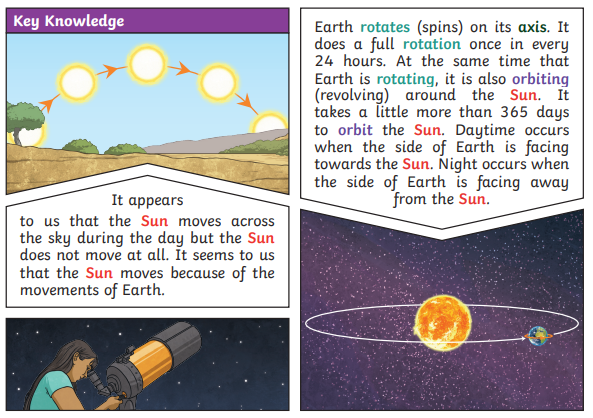 Key Knowledge
It appears
to us that the Sun moves across
the sky during the day but the Sun
does not move at all. It seems to us
that the Sun moves because of the
movements of Earth.
Earth rotates (spins) on its axis. It
does a full rotation once in every
24 hours. At the same time that
Earth is rotating, it is also orbiting
(revolving) around the Sun. It
takes a little more than 365 days
to orbit the Sun. Daytime occurs
when the side of Earth is facing
towards the Sun. Night occurs when
the side of Earth is facing away
from the Sun.